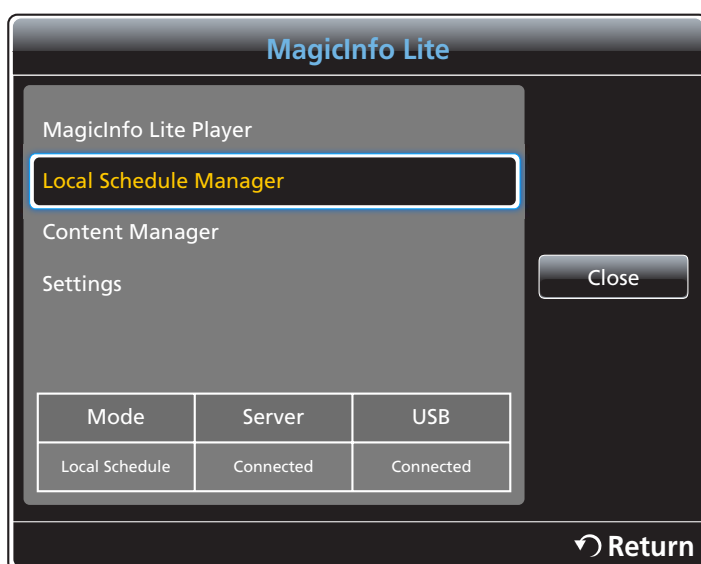 MagicInfo Lite
MagicInfo Lite Player
Local Schedule Manager
Content Manager
Settings
Close
Mode Server USB
Local Schedule Connected Connected
Return